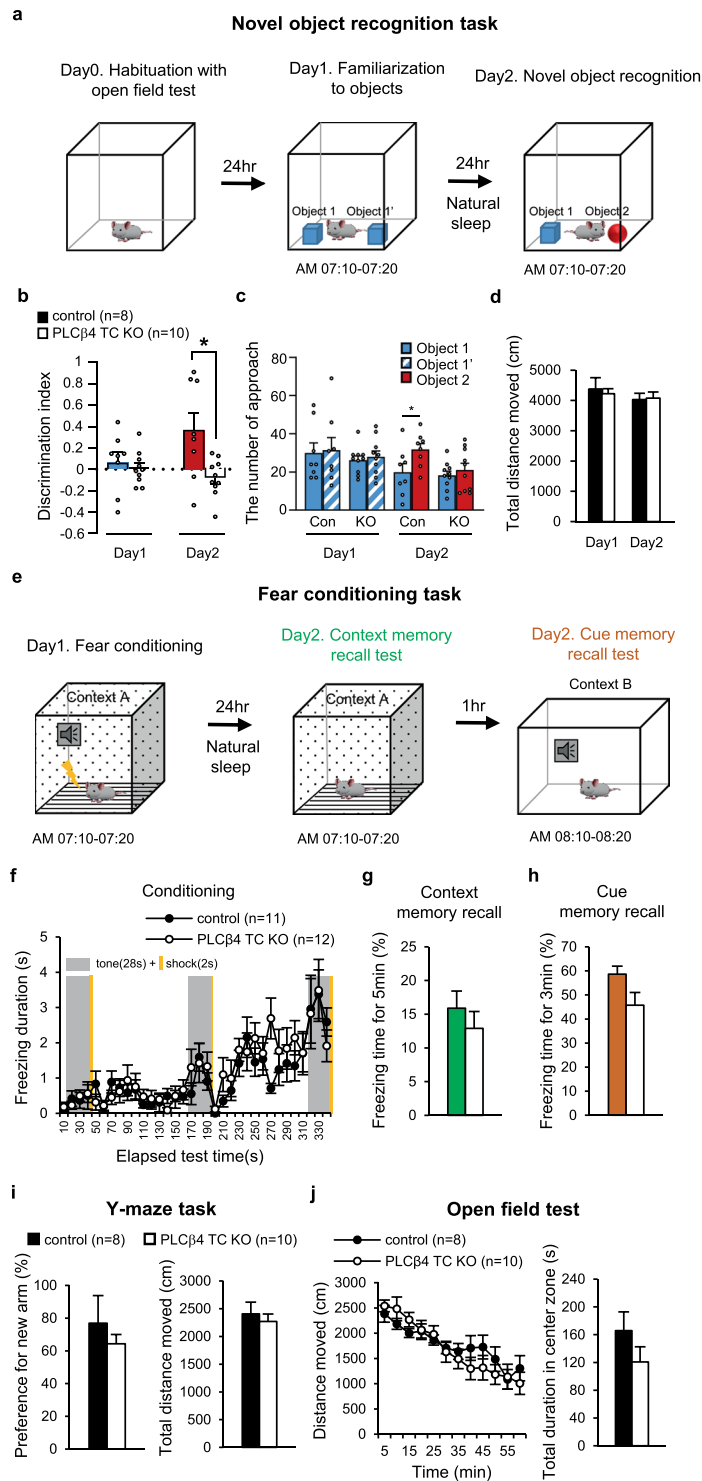 a
Novel object recognition task
Day0. Habituation with
open field test
Day1. Familiarization
to objects
Day2. Novel object recognition
24hr
24hr
Natural
sleep
Object 1
Object 1'
Object 1
Object 2
AM 07:10-07:20
AM 07:10-07:20
b
control (n=8)
PLCβ4 TC KO (n=10)
Discrimination index
1
0.8
0.6
0.4
0.2
0
-0.2
-0.4
-0.6
*
Day1
Day2
c
Object 1
Object 1'
Object 2
The number of approach
80
60
40
20
0
*
Con
KO
Con
KO
Day1
Day2
d
Total distance moved (cm)
5000
4000
3000
2000
1000
0
Day1
Day2
e
Fear conditioning task
Day1. Fear conditioning
Day2. Context memory
recall test
Day2. Cue memory
recall test
Context A
24hr
Natural
sleep
Context A
1hr
Context B
AM 07:10-07:20
AM 07:10-07:20
AM 08:10-08:20
f
Conditioning
control (n=11)
PLCβ4 TC KO (n=12)
tone(28s) + shock(2s)
Freezing duration (s)
5
4
3
2
1
0
10
30
50
70
90
110
130
150
170
190
210
230
250
270
290
310
330
Elapsed test time(s)
g
Context
memory recall
Freezing time for 5min (%)
25
20
15
10
5
0
h
Cue
memory recall
Freezing time for 3min (%)
70
60
50
40
30
20
10
0
i
Y-maze task
control (n=8)
PLCβ4 TC KO (n=10)
Preference for new arm (%)
100
80
60
40
20
0
Total distance moved (cm)
3000
2500
2000
1500
1000
500
0
j
Open field test
control (n=8)
PLCβ4 TC KO (n=10)
Distance moved (cm)
3000
2500
2000
1500
1000
500
0
5
15
25
35
45
55
Time (min)
Total duration in center zone (s)
240
200
160
120
80
40
0